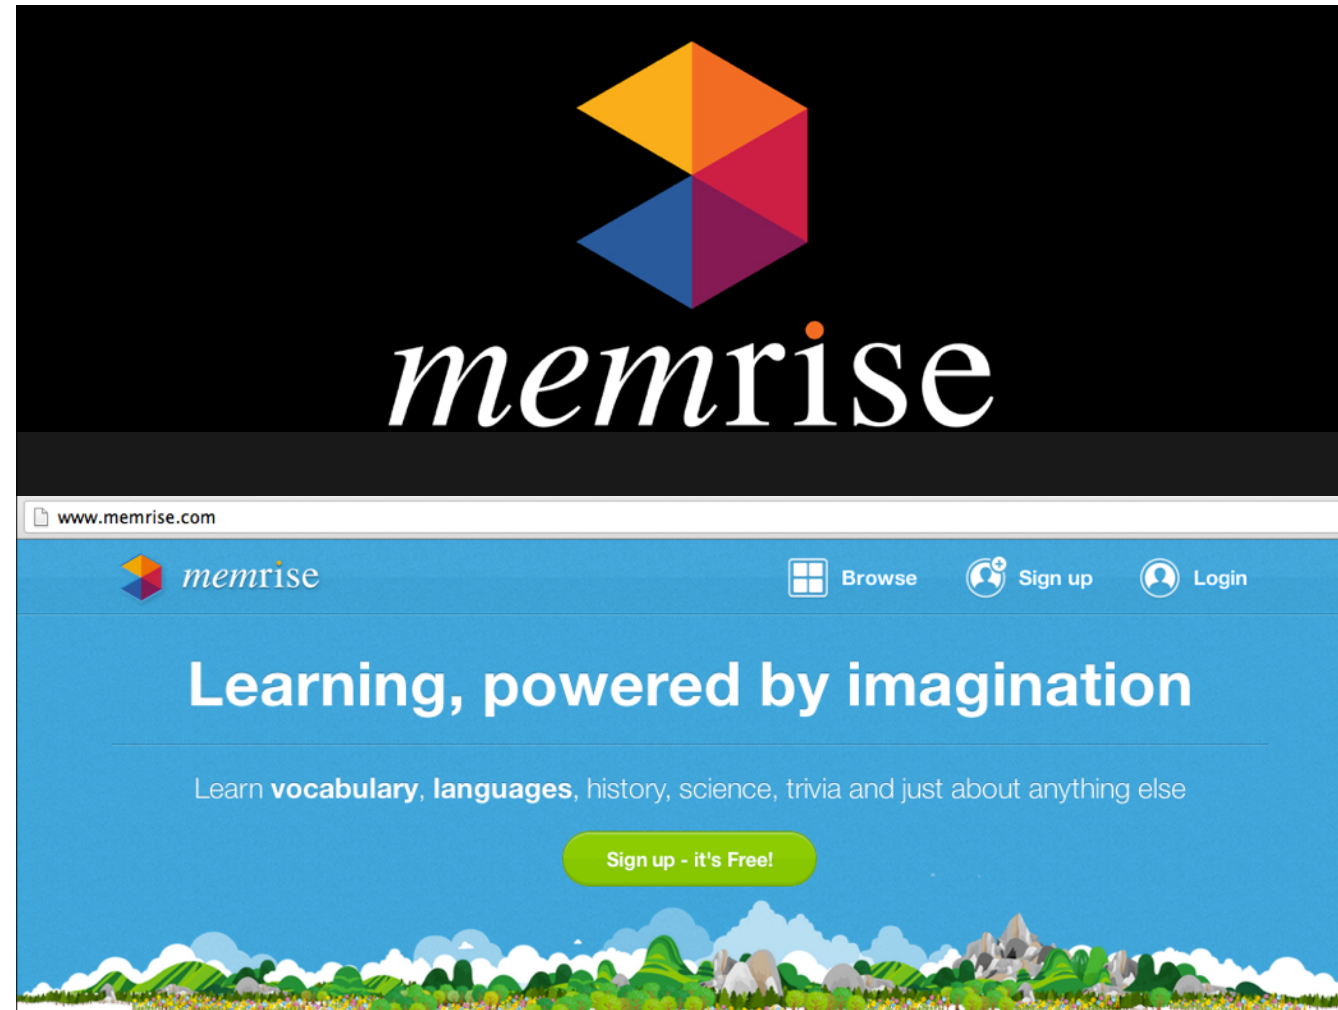 memrise
www.memrise.com
memrise
Browse
Sign up
Login
Learning, powered by imagination
Learn vocabulary, languages, history, science, trivia and just about anything else
Sign up - it's Free!